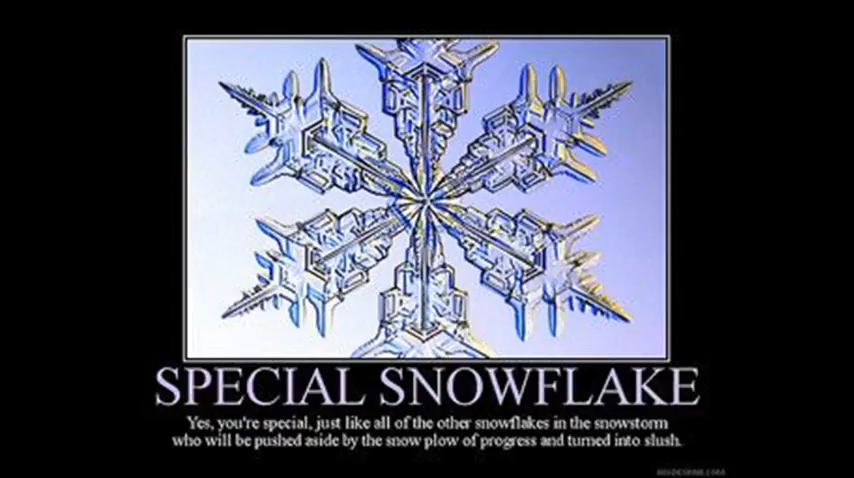 SPECIAL SNOWFLAKE
Yes, you're special, just like all of the other snowflakes in the snowstorm
who will be pushed aside by the snow plow of progress and turned into slush.